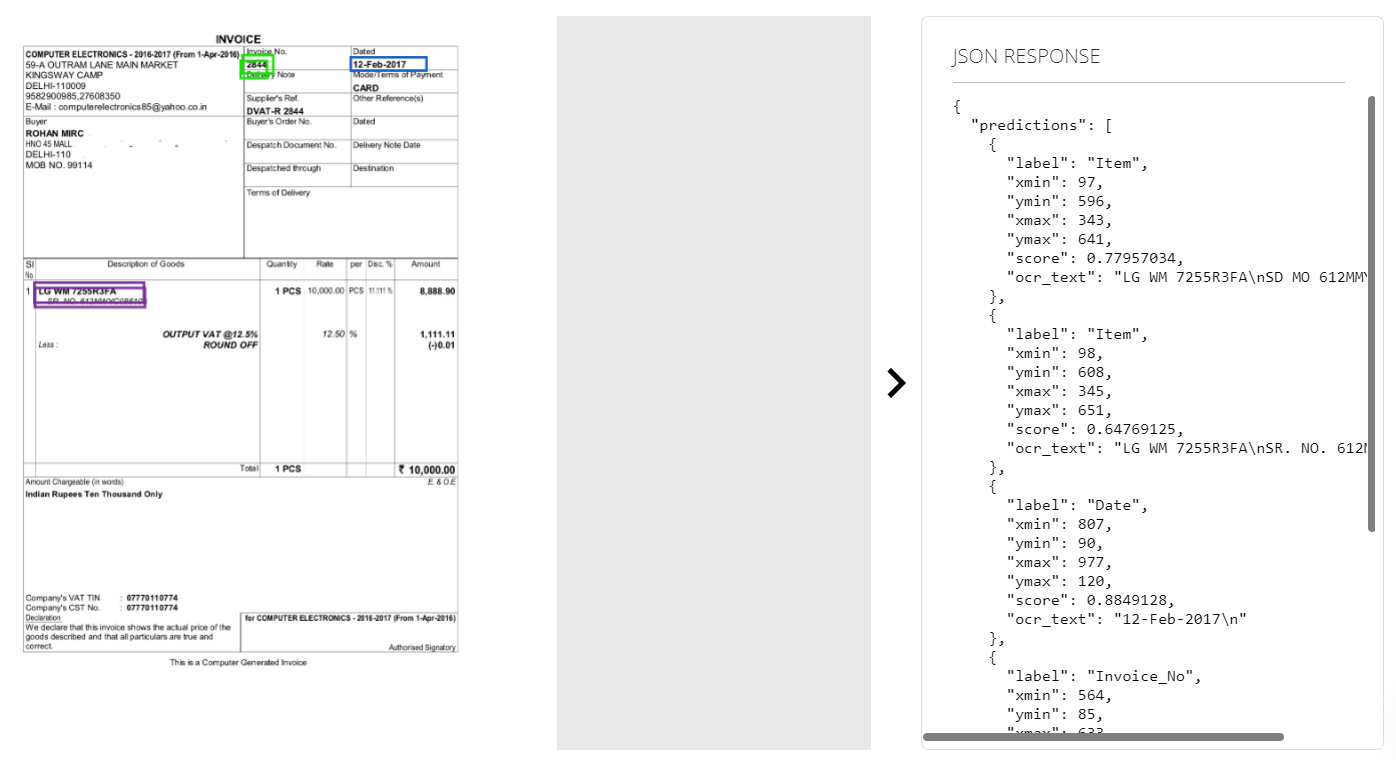 INVOICE
COMPUTER ELECTRONICS - 2016-2017 (From 1-Apr-2016)
59-A OUTRAM LANE MAIN MARKET
KINGSWAY CAMP
DELHI-110009
9582900985,27608350
E-Mail : computerelectronics85@yahoo.co.in
Invoice No.
2844
Dated
12-Feb-2017
Delivery Note
Mode/Terms of Payment
CARD
Supplier's Ref.
DVAT-R 2844
Other Reference(s)
Buyer
ROHAN MIRC
HNO 45 MALL
DELHI-110
MOB NO. 99114
Buyer's Order No.
Dated
Despatch Document No.
Delivery Note Date
Despatched through
Destination
Terms of Delivery
Sl No. Description of Goods Quantity Rate per Disc. % Amount
1 LG WM 7255R3FA 1 PCS 10,000.00 PCS 11.111 % 8,888.90
SR. NO.
OUTPUT VAT @12.5% 12.50 % 1,111.11
Less : ROUND OFF (-)0.01
Total 1 PCS ₹ 10,000.00
Amount Chargeable (in words) E. & O.E
Indian Rupees Ten Thousand Only
Company's VAT TIN : 07770110774
Company's CST No. : 07770110774
Declaration
We declare that this invoice shows the actual price of the
goods described and that all particulars are true and
correct.
for COMPUTER ELECTRONICS - 2016-2017 (From 1-Apr-2016)
Authorised Signatory
This is a Computer Generated Invoice
JSON RESPONSE
{
"predictions": [
{
"label": "Item",
"xmin": 97,
"ymin": 596,
"xmax": 343,
"ymax": 641,
"score": 0.77957034,
"ocr_text": "LG WM 7255R3FA\nSD MO 612MM
},
{
"label": "Item",
"xmin": 98,
"ymin": 608,
"xmax": 345,
"ymax": 651,
"score": 0.64769125,
"ocr_text": "LG WM 7255R3FA\nSR. NO. 612
},
{
"label": "Date",
"xmin": 807,
"ymin": 90,
"xmax": 977,
"ymax": 120,
"score": 0.8849128,
"ocr_text": "12-Feb-2017\n"
},
{
"label": "Invoice_No",
"xmin": 564,
"ymin": 85,
"xmax": 633